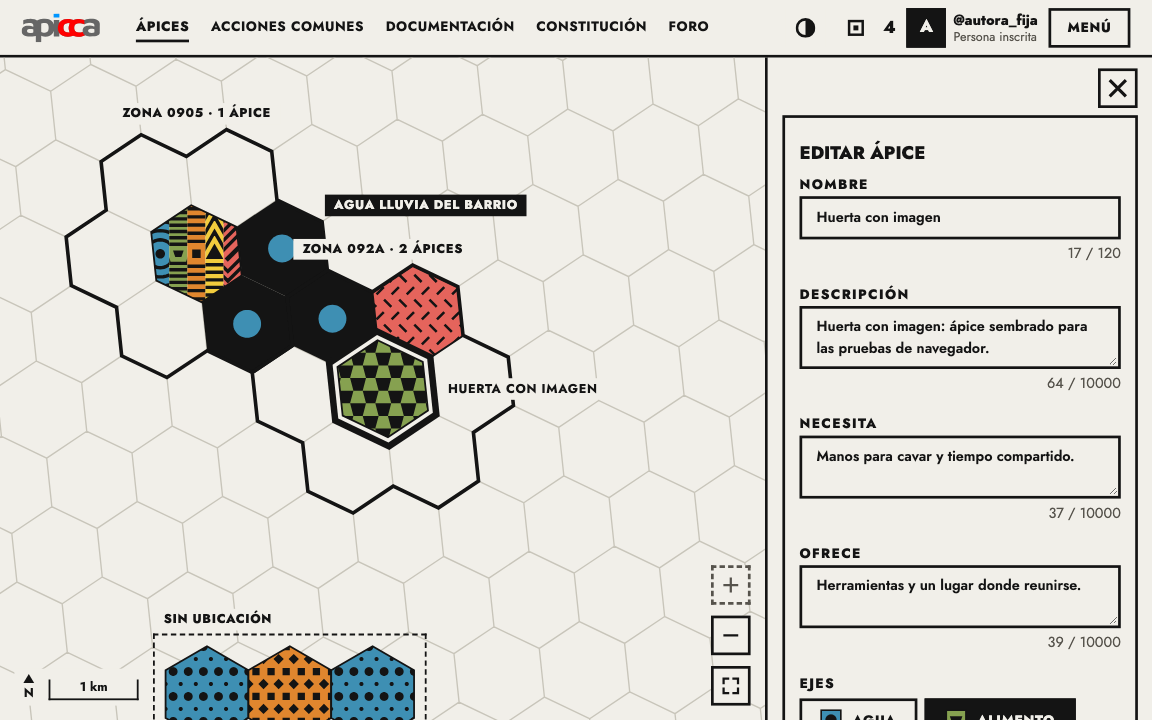 apicca
ÁPICES
ACCIONES COMUNES
DOCUMENTACIÓN
CONSTITUCIÓN
FORO
4
A
@autora_fija
Persona inscrita
MENÚ
ZONA 0905 · 1 ÁPICE
AGUA LLUVIA DEL BARRIO
ZONA 092A · 2 ÁPICES
HUERTA CON IMAGEN
SIN UBICACIÓN
N
1 km
EDITAR ÁPICE
NOMBRE
Huerta con imagen
17 / 120
DESCRIPCIÓN
Huerta con imagen: ápice sembrado para
las pruebas de navegador.
64 / 10000
NECESITA
Manos para cavar y tiempo compartido.
37 / 10000
OFRECE
Herramientas y un lugar donde reunirse.
39 / 10000
EJES
AGUA
ALIMENTO